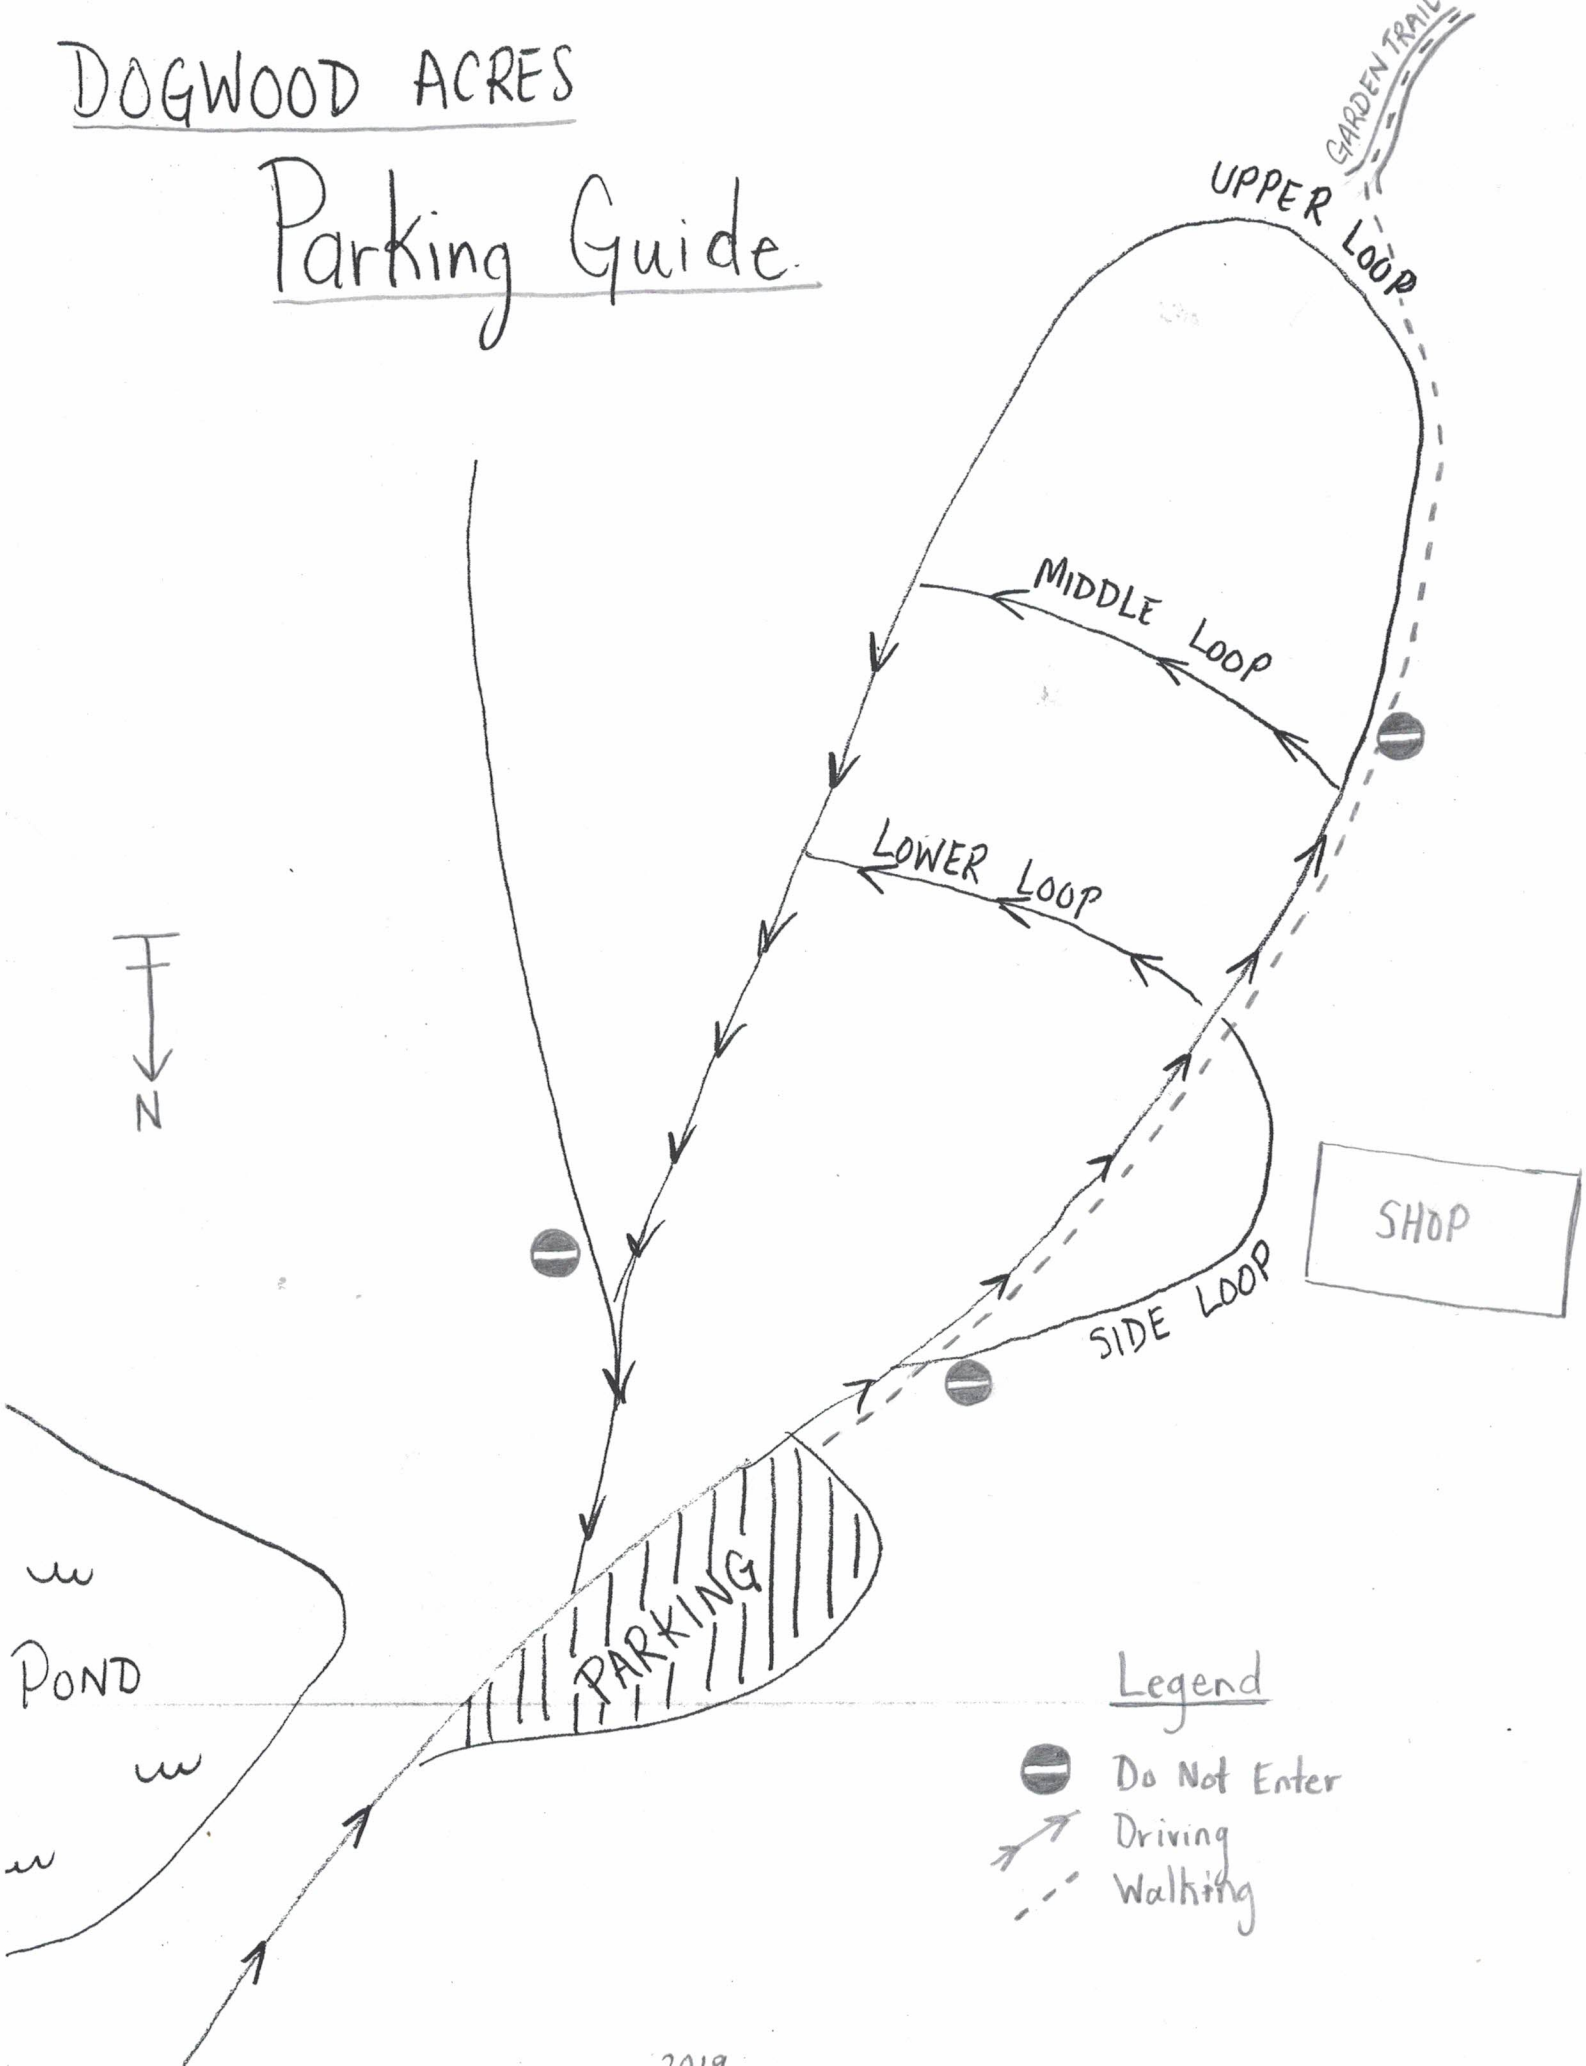 DOGWOOD ACRES
Parking Guide.
GARDEN TRAIL
UPPER LOOP
MIDDLE LOOP
LOWER LOOP
N
SHOP
SIDE LOOP
PARKING
POND
Legend
Do Not Enter
Driving
Walking
2019